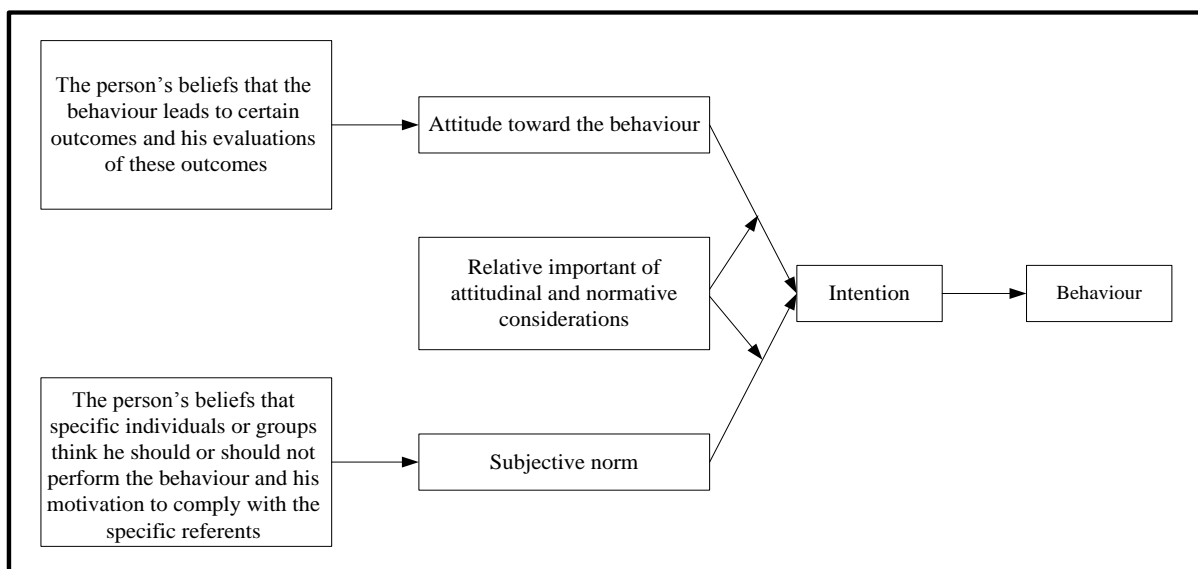 The person’s beliefs that the
behaviour leads to certain
outcomes and his evaluations
of these outcomes
Attitude toward the behaviour
Relative important of
attitudinal and normative
considerations
Intention
Behaviour
The person’s beliefs that
specific individuals or groups
think he should or should not
perform the behaviour and his
motivation to comply with the
specific referents
Subjective norm